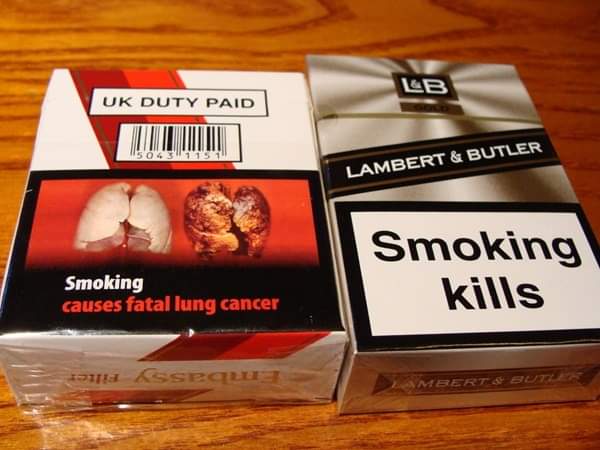 UK DUTY PAID
5043 1151
Smoking
causes fatal lung cancer
Embassy Filter
L&B
LAMBERT & BUTLER
Smoking
kills
LAMBERT & BUTLER